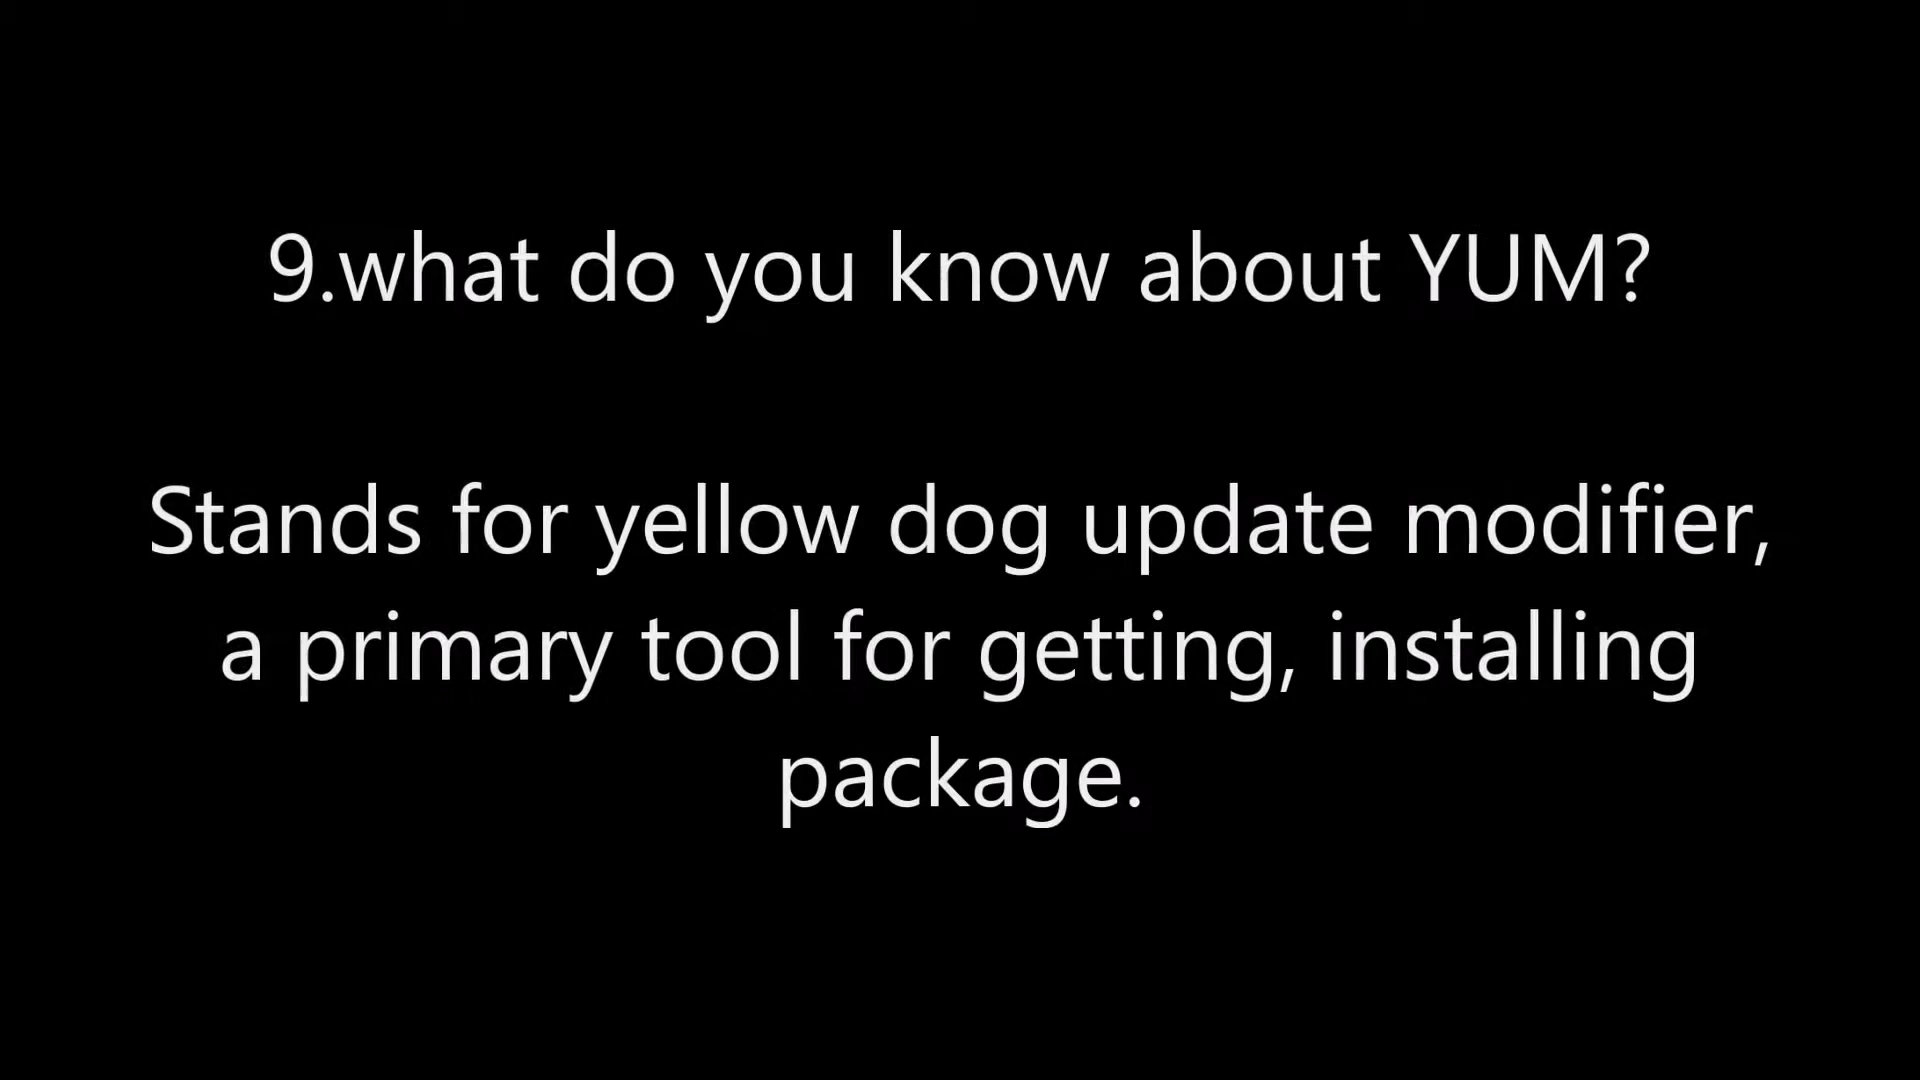 9.what do you know about YUM?
Stands for yellow dog update modifier,
a primary tool for getting, installing
package.